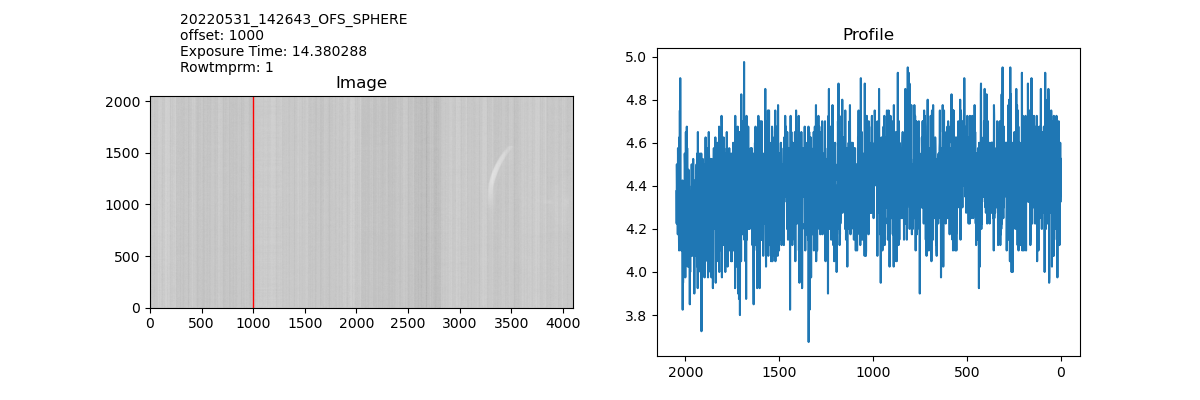 20220531_142643_OFS_SPHERE
offset: 1000
Exposure Time: 14.380288
Rowtmprm: 1
Image
2000
1500
1000
500
0
0 500 1000 1500 2000 2500 3000 3500 4000
Profile
5.0
4.8
4.6
4.4
4.2
4.0
3.8
2000 1500 1000 500 0